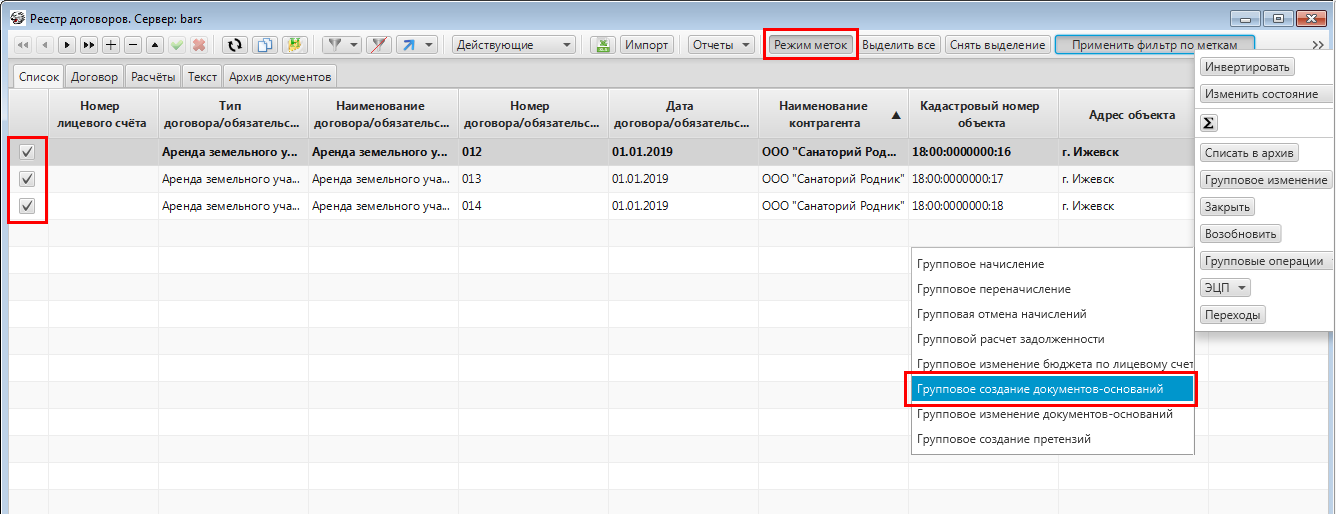 Реестр договоров. Сервер: bars
Действующие Импорт Отчеты Режим меток Выделить все Снять выделение Применить фильтр по меткам
Список Договор Расчёты Текст Архив документов
Номер лицевого счёта
Тип договора/обязательс...
Наименование договора/обязательс...
Номер договора/обязательс...
Дата договора/обязательс...
Наименование контрагента
Кадастровый номер объекта
Адрес объекта
Аренда земельного у... Аренда земельного у... 012 01.01.2019 ООО "Санаторий Род... 18:00:0000000:16 г. Ижевск
Аренда земельного уча... Аренда земельного уча... 013 01.01.2019 ООО "Санаторий Родник" 18:00:0000000:17 г. Ижевск
Аренда земельного уча... Аренда земельного уча... 014 01.01.2019 ООО "Санаторий Родник" 18:00:0000000:18 г. Ижевск
Инвертировать
Изменить состояние
Σ
Списать в архив
Групповое изменение
Закрыть
Возобновить
Групповые операции
ЭЦП
Переходы
Групповое начисление
Групповое переначисление
Групповая отмена начислений
Групповой расчет задолженности
Групповое изменение бюджета по лицевому счет
Групповое создание документов-оснований
Групповое изменение документов-оснований
Групповое создание претензий